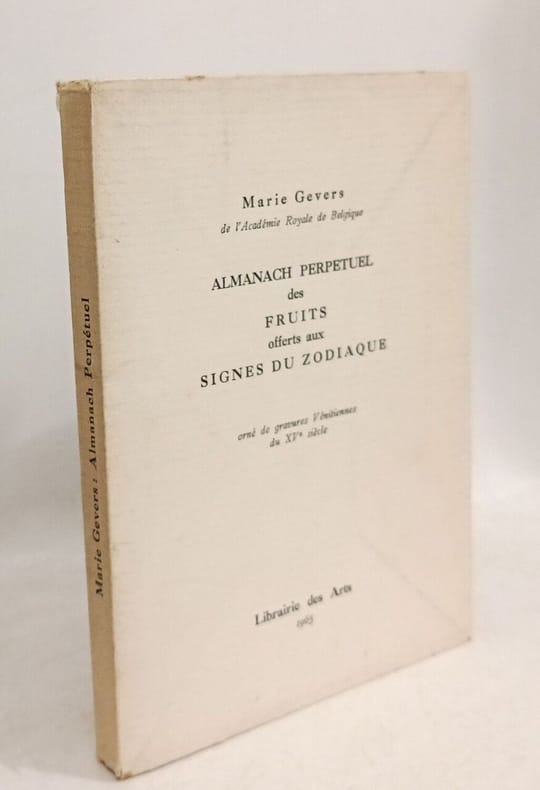 Marie Gevers
de l'Académie Royale de Belgique
ALMANACH PERPETUEL
des
FRUITS
offerts aux
SIGNES DU ZODIAQUE
orné de gravures Vénitiennes
du XVe siècle
Librairie des Arts
1965
Marie Gevers : Almanach Perpétuel